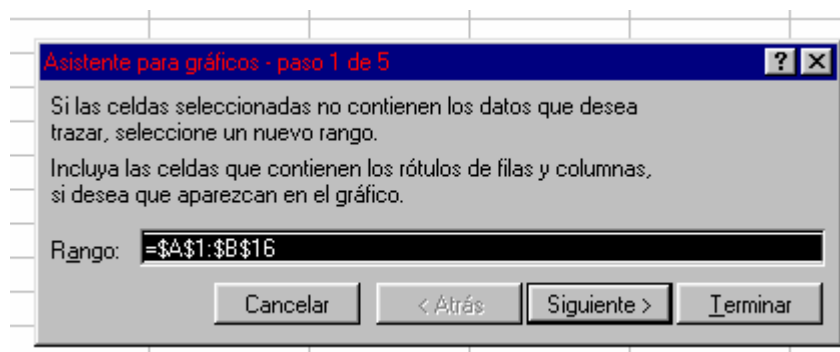 Asistente para gráficos - paso 1 de 5
Si las celdas seleccionadas no contienen los datos que desea
trazar, seleccione un nuevo rango.
Incluya las celdas que contienen los rótulos de filas y columnas,
si desea que aparezcan en el gráfico.
Rango: =$A$1:$B$16
Cancelar < Atrás Siguiente > Terminar